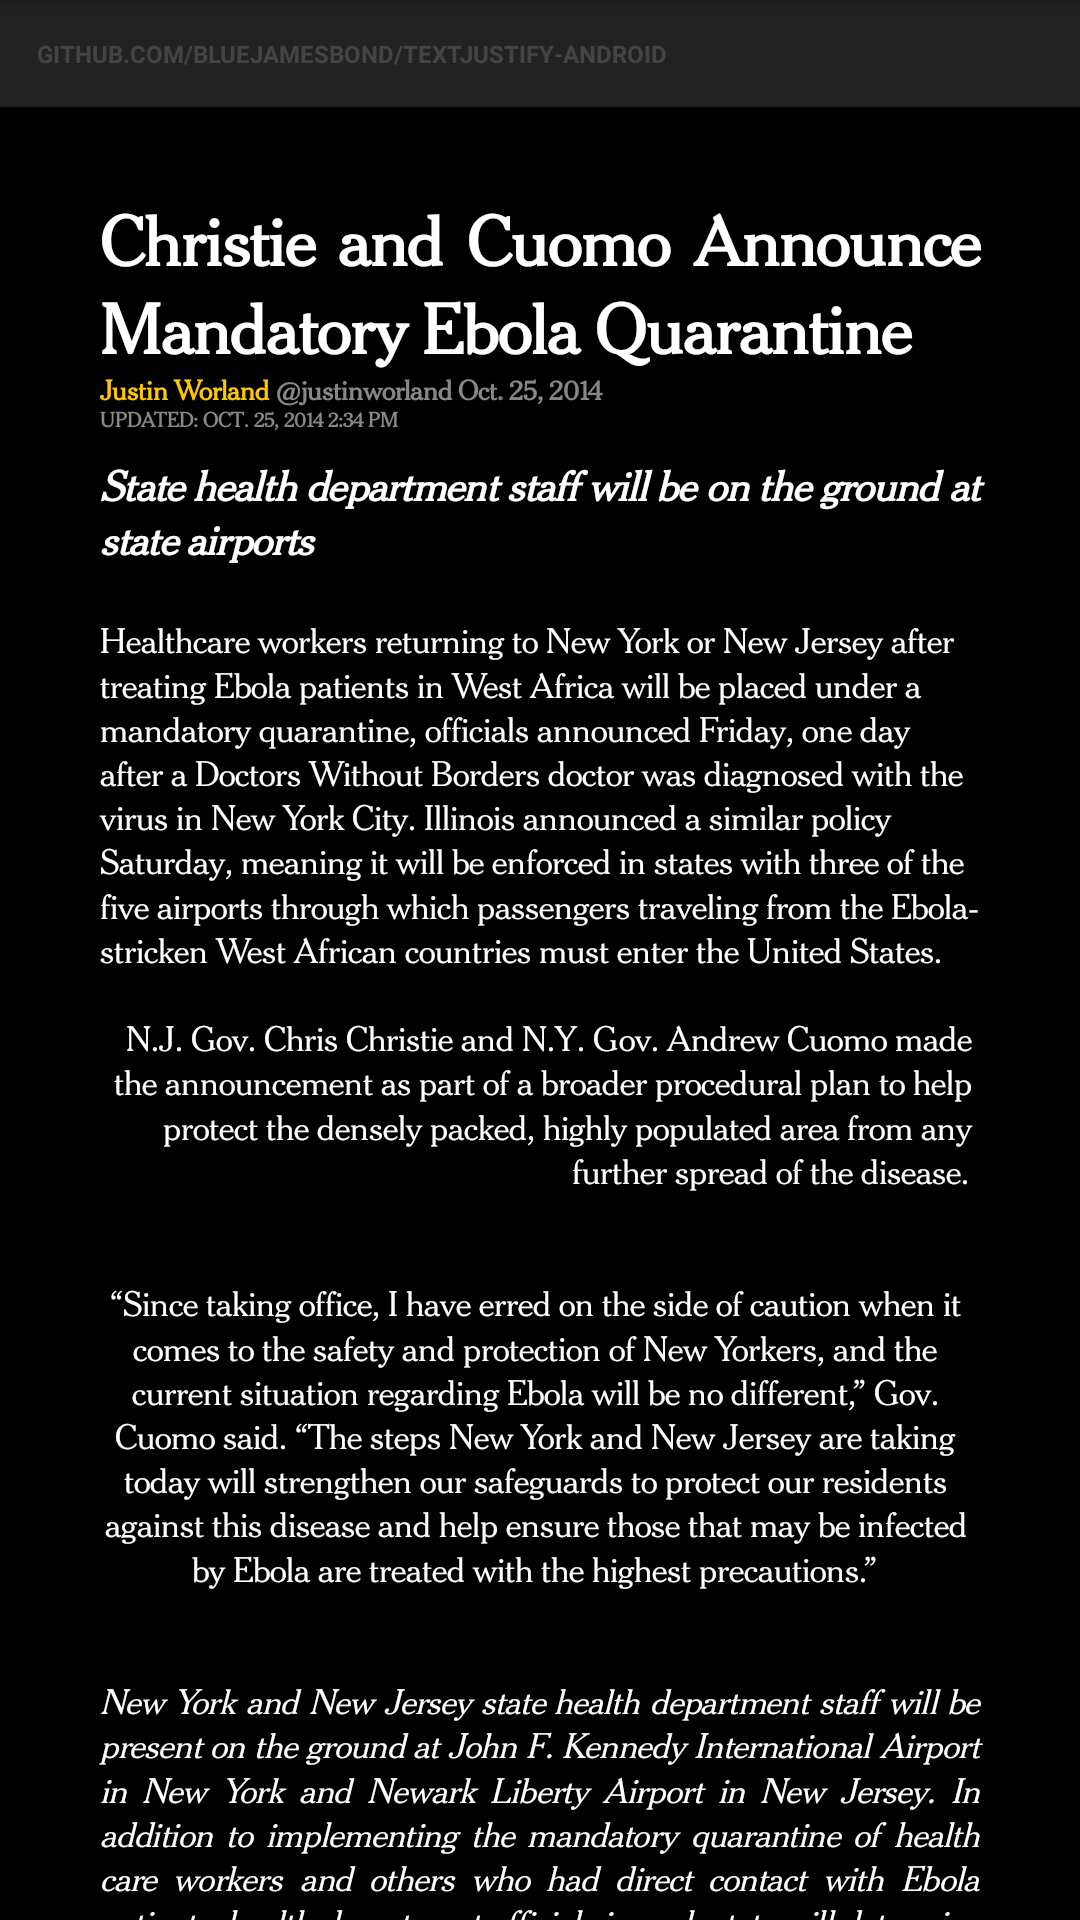 GITHUB.COM/BLUEJAMESBOND/TEXTJUSTIFY-ANDROID
Christie and Cuomo Announce
Mandatory Ebola Quarantine
Justin Worland @justinworland Oct. 25, 2014
UPDATED: OCT. 25, 2014 2:34 PM
State health department staff will be on the ground at
state airports
Healthcare workers returning to New York or New Jersey after
treating Ebola patients in West Africa will be placed under a
mandatory quarantine, officials announced Friday, one day
after a Doctors Without Borders doctor was diagnosed with the
virus in New York City. Illinois announced a similar policy
Saturday, meaning it will be enforced in states with three of the
five airports through which passengers traveling from the Ebola-
stricken West African countries must enter the United States.
N.J. Gov. Chris Christie and N.Y. Gov. Andrew Cuomo made
the announcement as part of a broader procedural plan to help
protect the densely packed, highly populated area from any
further spread of the disease.
“Since taking office, I have erred on the side of caution when it
comes to the safety and protection of New Yorkers, and the
current situation regarding Ebola will be no different,” Gov.
Cuomo said. “The steps New York and New Jersey are taking
today will strengthen our safeguards to protect our residents
against this disease and help ensure those that may be infected
by Ebola are treated with the highest precautions.”
New York and New Jersey state health department staff will be
present on the ground at John F. Kennedy International Airport
in New York and Newark Liberty Airport in New Jersey. In
addition to implementing the mandatory quarantine of health
care workers and others who had direct contact with Ebola